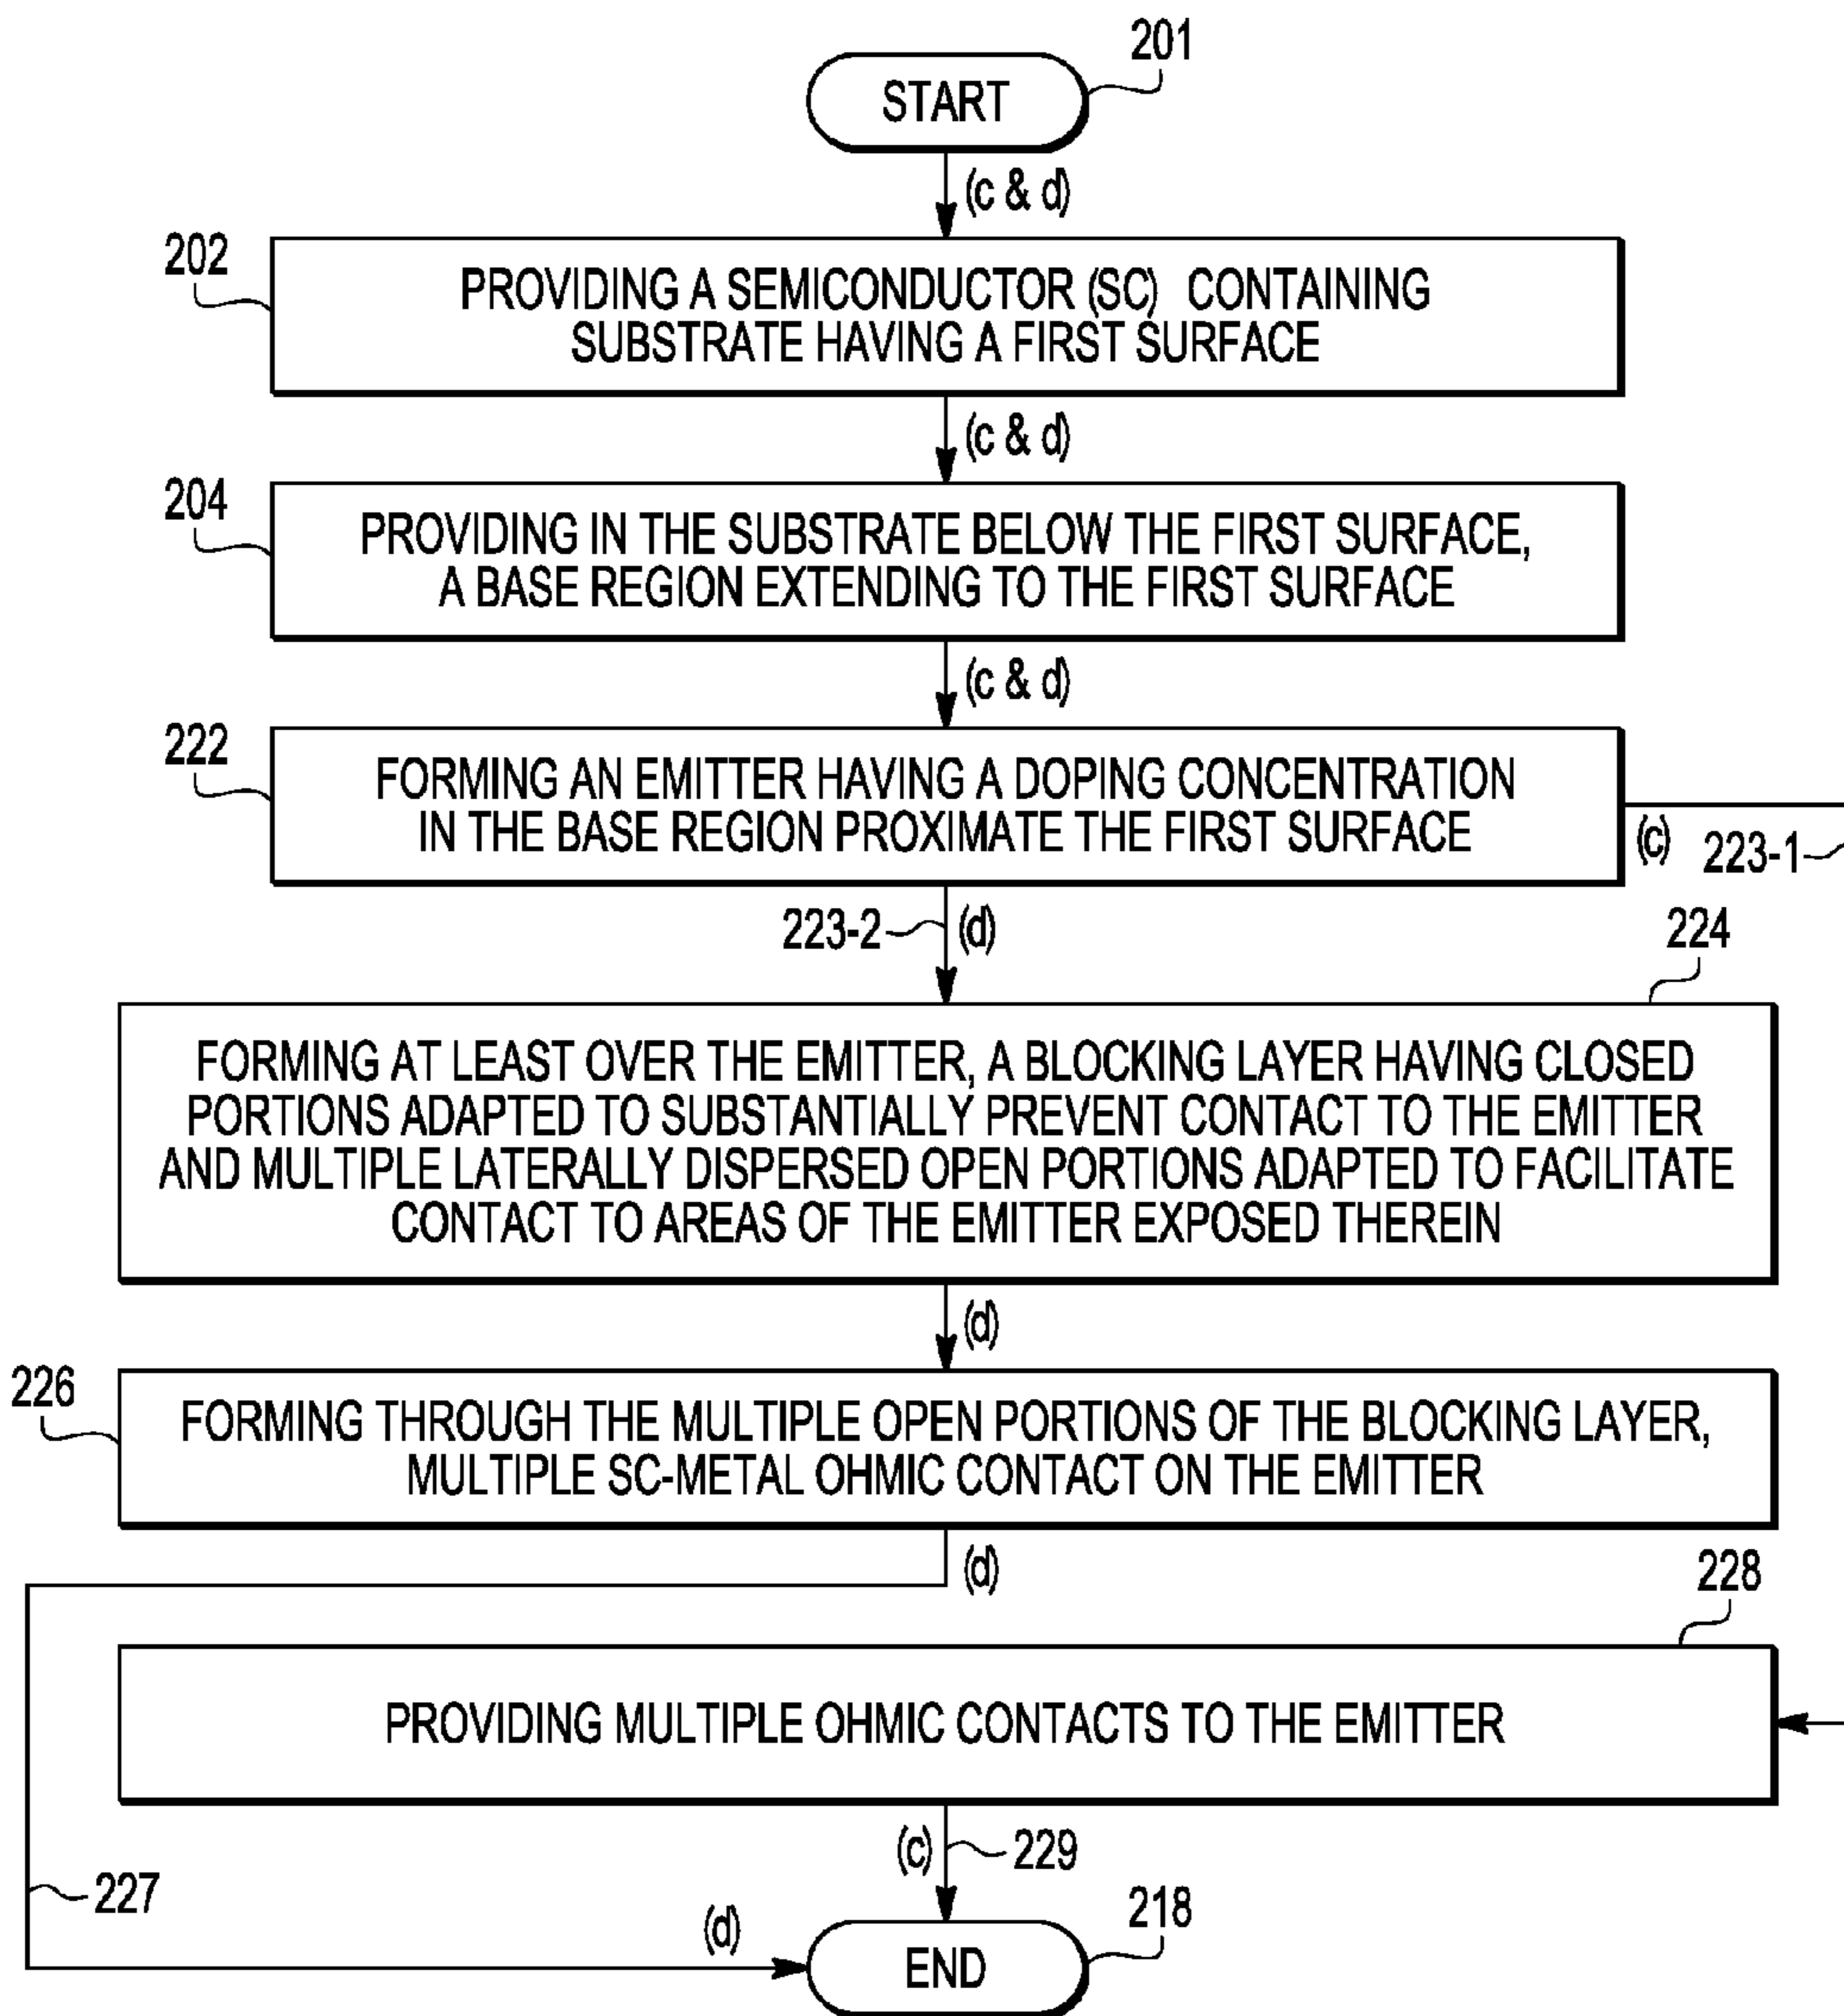 201
START
(c & d)
202
PROVIDING A SEMICONDUCTOR (SC) CONTAINING
SUBSTRATE HAVING A FIRST SURFACE
(c & d)
204
PROVIDING IN THE SUBSTRATE BELOW THE FIRST SURFACE,
A BASE REGION EXTENDING TO THE FIRST SURFACE
(c & d)
222
FORMING AN EMITTER HAVING A DOPING CONCENTRATION
IN THE BASE REGION PROXIMATE THE FIRST SURFACE
(c)
223-1
223-2
(d)
224
FORMING AT LEAST OVER THE EMITTER, A BLOCKING LAYER HAVING CLOSED
PORTIONS ADAPTED TO SUBSTANTIALLY PREVENT CONTACT TO THE EMITTER
AND MULTIPLE LATERALLY DISPERSED OPEN PORTIONS ADAPTED TO FACILITATE
CONTACT TO AREAS OF THE EMITTER EXPOSED THEREIN
(d)
226
FORMING THROUGH THE MULTIPLE OPEN PORTIONS OF THE BLOCKING LAYER,
MULTIPLE SC-METAL OHMIC CONTACT ON THE EMITTER
(d)
228
PROVIDING MULTIPLE OHMIC CONTACTS TO THE EMITTER
(c)
229
227
(d)
218
END